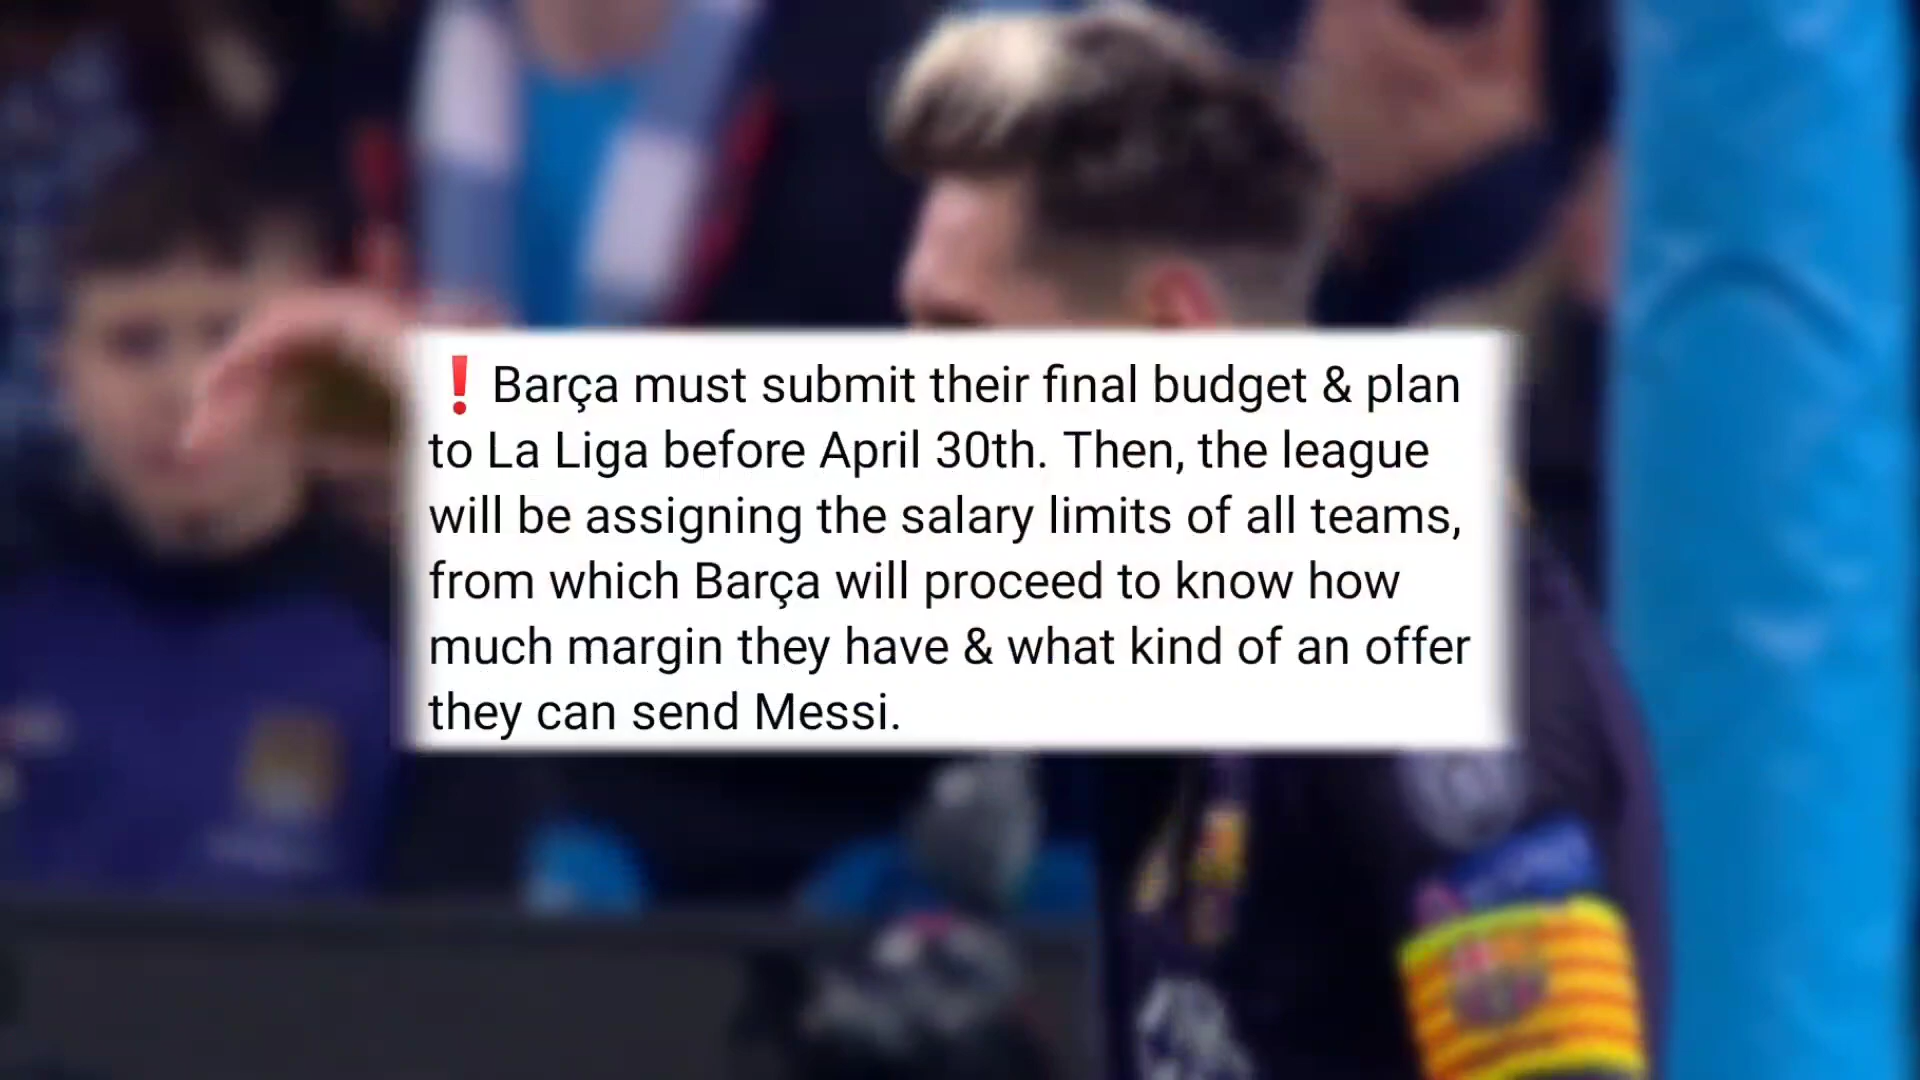 ❗Barça must submit their final budget & plan
to La Liga before April 30th. Then, the league
will be assigning the salary limits of all teams,
from which Barça will proceed to know how
much margin they have & what kind of an offer
they can send Messi.